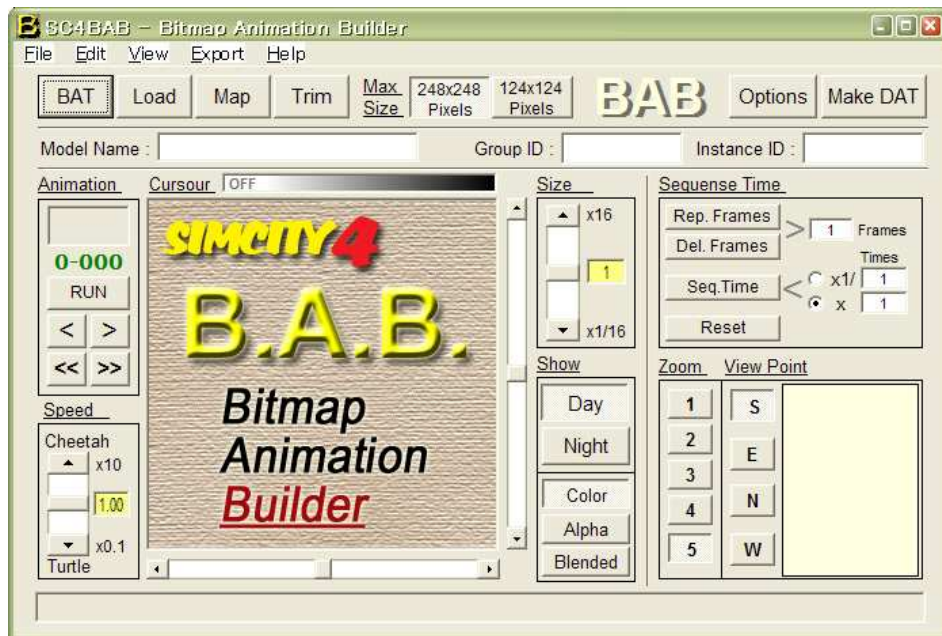 SC4BAB - Bitmap Animation Builder
File Edit View Export Help
BAT Load Map Trim Max Size 248x248 Pixels 124x124 Pixels BAB Options Make DAT
Model Name : Group ID : Instance ID :
Animation
0-000
RUN
< >
<< >>
Speed
Cheetah
x10
1.00
x0.1
Turtle
Cursour OFF
SIMCITY 4
B.A.B.
Bitmap
Animation
Builder
Size
x16
1
x1/16
Show
Day
Night
Color
Alpha
Blended
Sequense Time
Rep. Frames
Del. Frames
> 1 Frames
Times
Seq.Time < x1/ 1
x 1
Reset
Zoom View Point
1 S
2 E
3
4 N
5 W